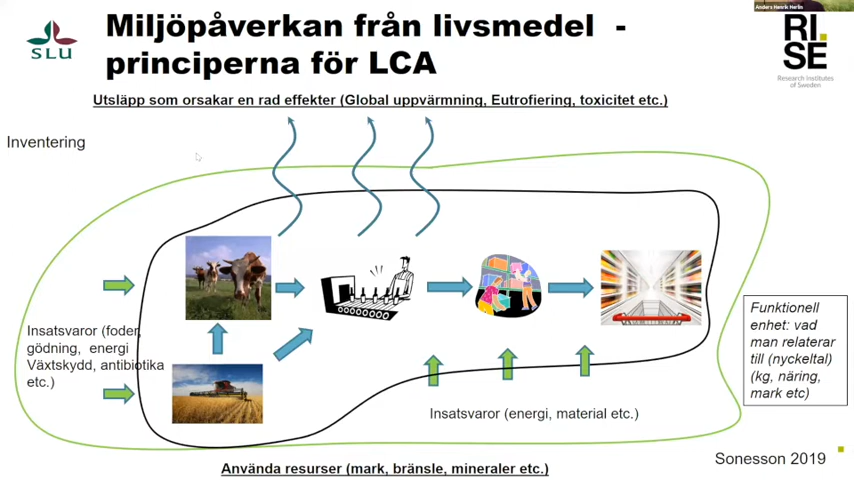 Anders Henrik Herlin
Miljöpåverkan från livsmedel -
principerna för LCA
SLU
RI.
SE
Research Institutes
of Sweden
Utsläpp som orsakar en rad effekter (Global uppvärmning, Eutrofiering, toxicitet etc.)
Inventering
Insatsvaror (foder,
gödning, energi
Växtskydd, antibiotika
etc.)
Funktionell
enhet: vad
man relaterar
till (nyckeltal)
(kg, näring,
mark etc)
Insatsvaror (energi, material etc.)
Sonesson 2019
Använda resurser (mark, bränsle, mineraler etc.)